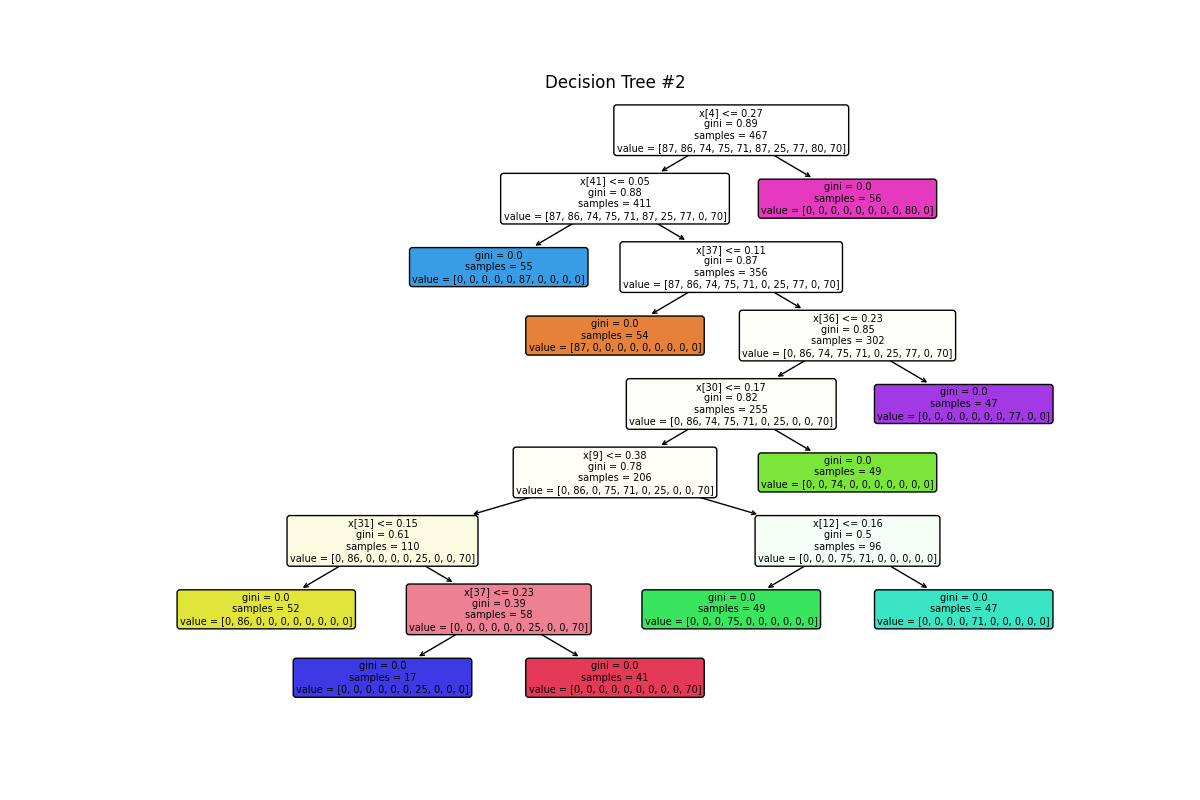 Decision Tree #2
x[4] <= 0.27
gini = 0.89
samples = 467
value = [87, 86, 74, 75, 71, 87, 25, 77, 80, 70]
x[41] <= 0.05
gini = 0.88
samples = 411
value = [87, 86, 74, 75, 71, 87, 25, 77, 0, 70]
gini = 0.0
samples = 56
value = [0, 0, 0, 0, 0, 0, 0, 0, 80, 0]
gini = 0.0
samples = 55
value = [0, 0, 0, 0, 0, 87, 0, 0, 0, 0]
x[37] <= 0.11
gini = 0.87
samples = 356
value = [87, 86, 74, 75, 71, 0, 25, 77, 0, 70]
gini = 0.0
samples = 54
value = [87, 0, 0, 0, 0, 0, 0, 0, 0, 0]
x[36] <= 0.23
gini = 0.85
samples = 302
value = [0, 86, 74, 75, 71, 0, 25, 77, 0, 70]
x[30] <= 0.17
gini = 0.82
samples = 255
value = [0, 86, 74, 75, 71, 0, 25, 0, 0, 70]
gini = 0.0
samples = 47
value = [0, 0, 0, 0, 0, 0, 0, 77, 0, 0]
x[9] <= 0.38
gini = 0.78
samples = 206
value = [0, 86, 0, 75, 71, 0, 25, 0, 0, 70]
gini = 0.0
samples = 49
value = [0, 0, 74, 0, 0, 0, 0, 0, 0, 0]
x[31] <= 0.15
gini = 0.61
samples = 110
value = [0, 86, 0, 0, 0, 0, 25, 0, 0, 70]
x[12] <= 0.16
gini = 0.5
samples = 96
value = [0, 0, 0, 75, 71, 0, 0, 0, 0, 0]
gini = 0.0
samples = 52
value = [0, 86, 0, 0, 0, 0, 0, 0, 0, 0]
x[37] <= 0.23
gini = 0.39
samples = 58
value = [0, 0, 0, 0, 0, 0, 25, 0, 0, 70]
gini = 0.0
samples = 49
value = [0, 0, 0, 75, 0, 0, 0, 0, 0, 0]
gini = 0.0
samples = 47
value = [0, 0, 0, 0, 71, 0, 0, 0, 0, 0]
gini = 0.0
samples = 17
value = [0, 0, 0, 0, 0, 0, 25, 0, 0, 0]
gini = 0.0
samples = 41
value = [0, 0, 0, 0, 0, 0, 0, 0, 0, 70]